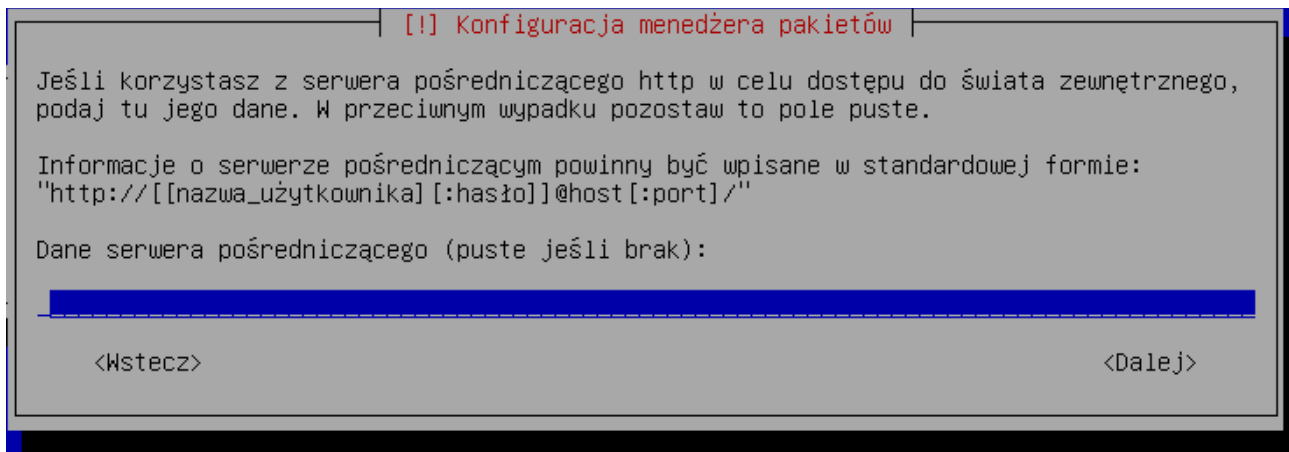 [!] Konfiguracja menedżera pakietów
Jeśli korzystasz z serwera pośredniczącego http w celu dostępu do świata zewnętrznego,
podaj tu jego dane. W przeciwnym wypadku pozostaw to pole puste.
Informacje o serwerze pośredniczącym powinny być wpisane w standardowej formie:
"http://[[nazwa_użytkownika][:hasło]]@host[:port]/"
Dane serwera pośredniczącego (puste jeśli brak):
<Wstecz> <Dalej>